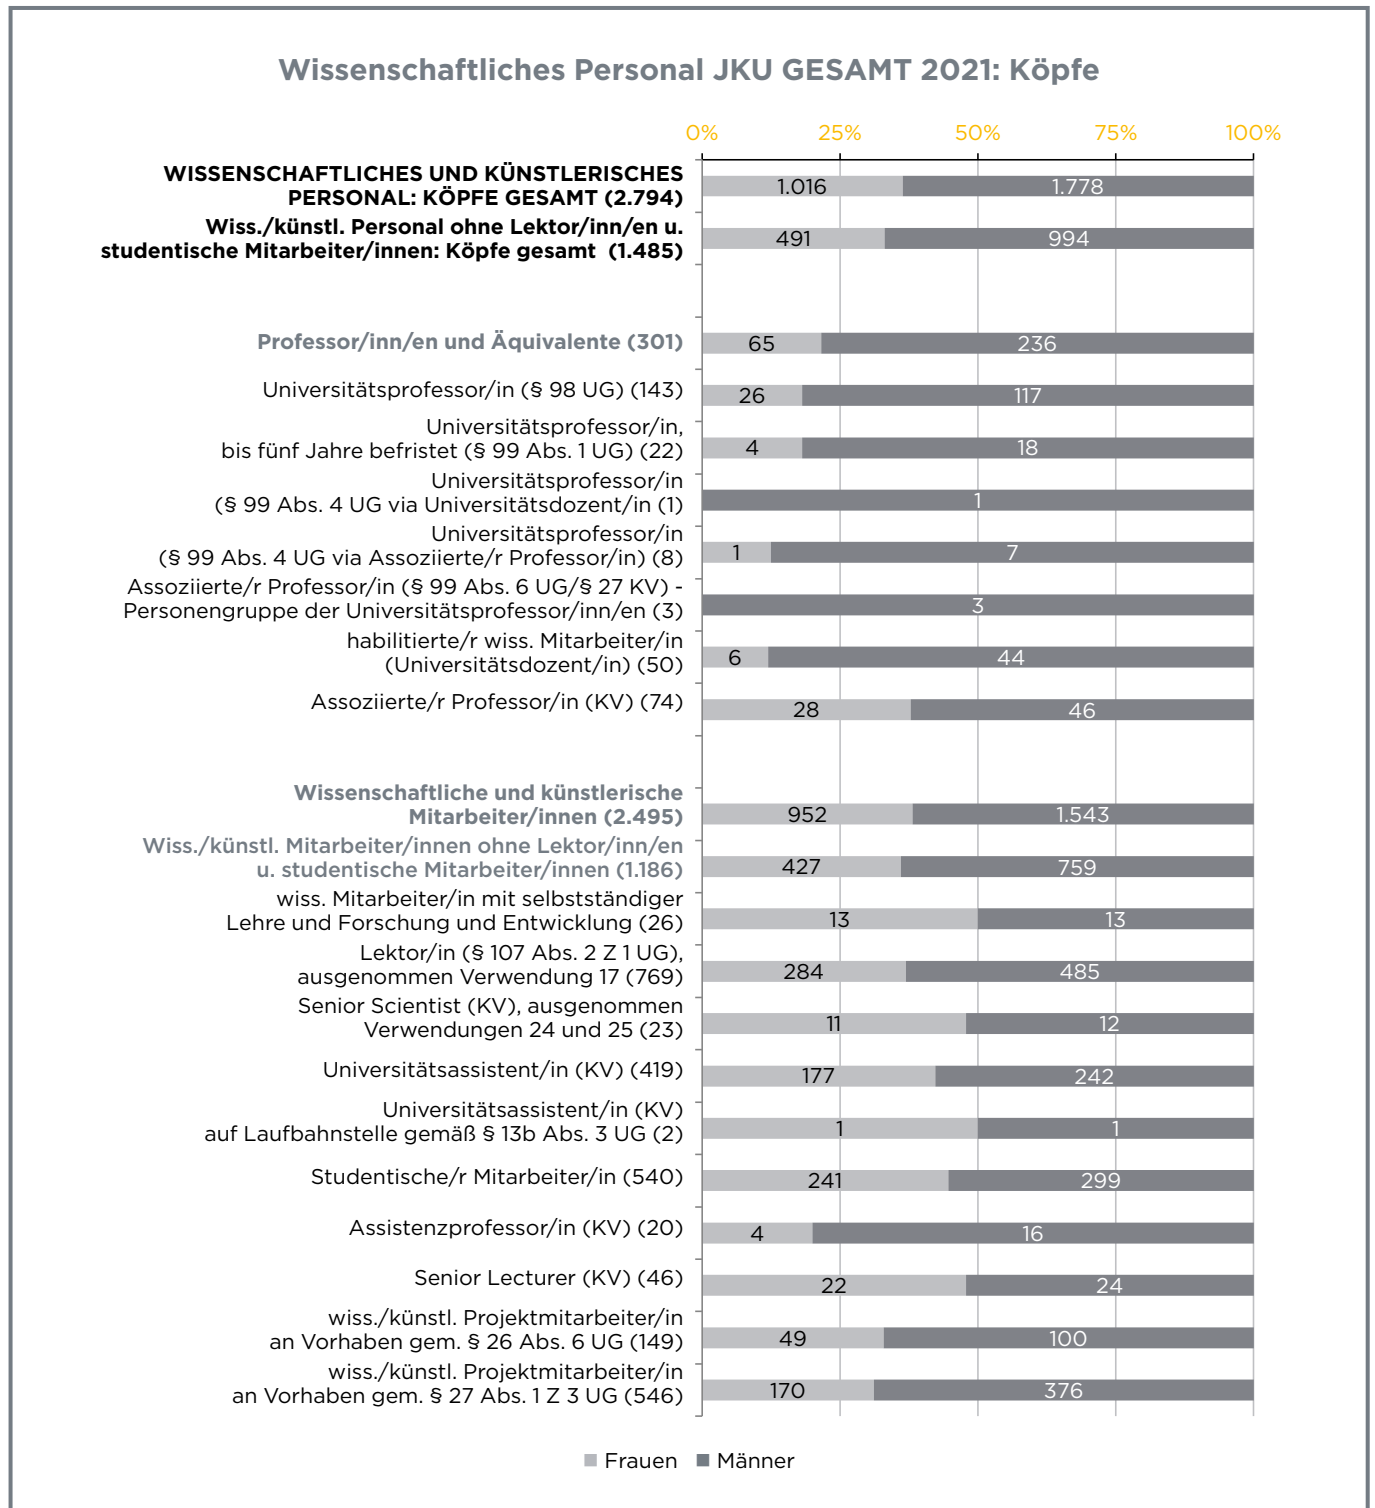 Wissenschaftliches Personal JKU GESAMT 2021: Köpfe
0% 25% 50% 75% 100%
WISSENSCHAFTLICHES UND KÜNSTLERISCHES
PERSONAL: KÖPFE GESAMT (2.794)
1.016 1.778
Wiss./künstl. Personal ohne Lektor/inn/en u.
studentische Mitarbeiter/innen: Köpfe gesamt (1.485)
491 994
Professor/inn/en und Äquivalente (301)
65 236
Universitätsprofessor/in (§ 98 UG) (143)
26 117
Universitätsprofessor/in,
bis fünf Jahre befristet (§ 99 Abs. 1 UG) (22)
4 18
Universitätsprofessor/in
(§ 99 Abs. 4 UG via Universitätsdozent/in (1)
1
Universitätsprofessor/in
(§ 99 Abs. 4 UG via Assoziierte/r Professor/in) (8)
1 7
Assoziierte/r Professor/in (§ 99 Abs. 6 UG/§ 27 KV) -
Personengruppe der Universitätsprofessor/inn/en (3)
3
habilitierte/r wiss. Mitarbeiter/in
(Universitätsdozent/in) (50)
6 44
Assoziierte/r Professor/in (KV) (74)
28 46
Wissenschaftliche und künstlerische
Mitarbeiter/innen (2.495)
952 1.543
Wiss./künstl. Mitarbeiter/innen ohne Lektor/inn/en
u. studentische Mitarbeiter/innen (1.186)
427 759
wiss. Mitarbeiter/in mit selbstständiger
Lehre und Forschung und Entwicklung (26)
13 13
Lektor/in (§ 107 Abs. 2 Z 1 UG),
ausgenommen Verwendung 17 (769)
284 485
Senior Scientist (KV), ausgenommen
Verwendungen 24 und 25 (23)
11 12
Universitätsassistent/in (KV) (419)
177 242
Universitätsassistent/in (KV)
auf Laufbahnstelle gemäß § 13b Abs. 3 UG (2)
1 1
Studentische/r Mitarbeiter/in (540)
241 299
Assistenzprofessor/in (KV) (20)
4 16
Senior Lecturer (KV) (46)
22 24
wiss./künstl. Projektmitarbeiter/in
an Vorhaben gem. § 26 Abs. 6 UG (149)
49 100
wiss./künstl. Projektmitarbeiter/in
an Vorhaben gem. § 27 Abs. 1 Z 3 UG (546)
170 376
Frauen Männer